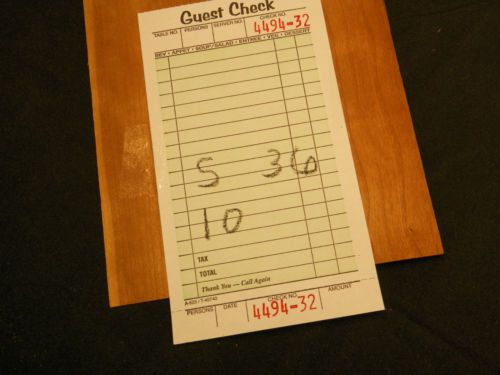 Guest Check
TABLE NO. PERSONS SERVER NO. CHECK NO.
4494-32
BEV • APPET • SOUP/SALAD • ENTREE • VEG • DESSERT
5 36
10
TAX
TOTAL
Thank You — Call Again
PERSONS DATE CHECK NO. AMOUNT
4494-32